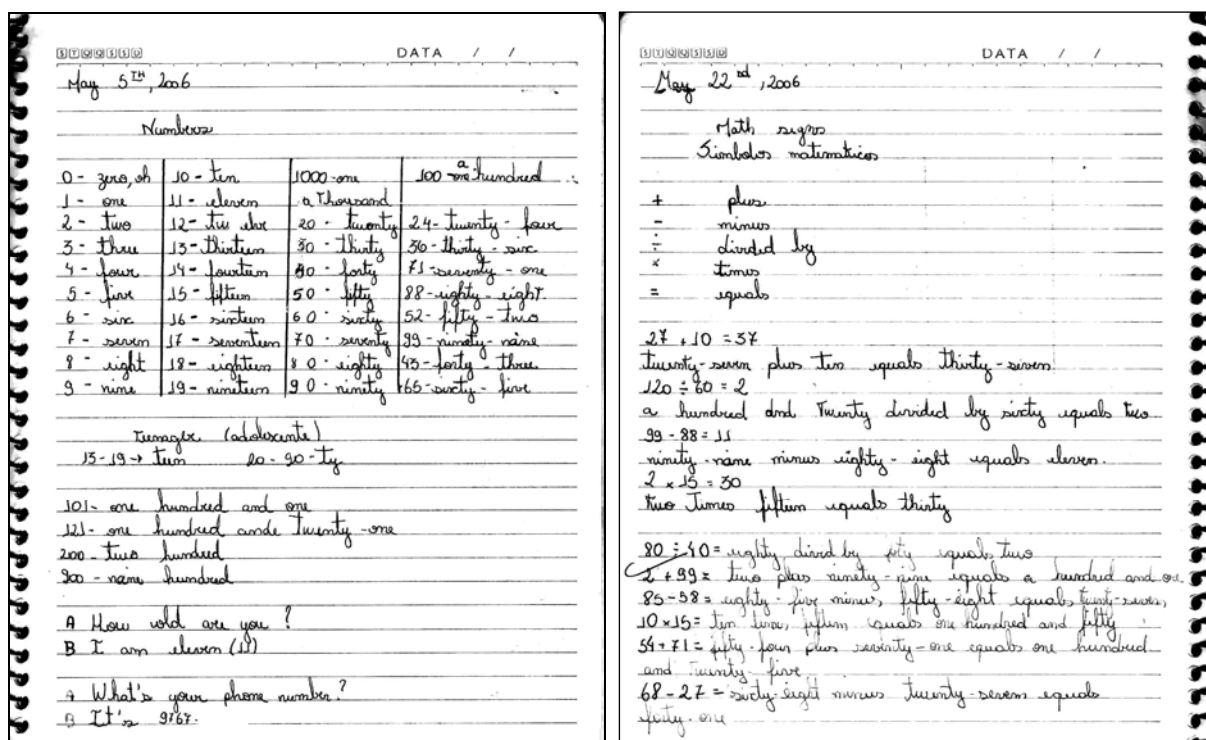 STQQSSD DATA / /
May 5TH, 2006
Numbers
0 - zero, oh 10 - ten 1000 - one 100 - one a hundred
1 - one 11 - eleven a Thousand
2 - two 12 - twelve 20 - twenty 24 - twenty - four
3 - three 13 - thirteen 30 - thirty 36 - thirty - six
4 - four 14 - fourteen 40 - forty 71 - seventy - one
5 - five 15 - fifteen 50 - fifty 88 - eighty - eight.
6 - six 16 - sixteen 60 - sixty 52 - fifty - two
7 - seven 17 - seventeen 70 - seventy 99 - ninety - nine
8 - eight 18 - eighteen 80 - eighty 43 - forty - three
9 - nine 19 - nineteen 90 - ninety 65 - sixty - five
Teenager (adolescente)
13-19 → teen 20-90-ty
101 - one hundred and one
121 - one hundred ande Twenty - one
200 - two hundred
900 - nine hundred
A How old are you?
B I am eleven (11)
A What's your phone number?
B It's 9767.
STQQSSD DATA / /
May 22nd, 2006
Math signs
Símbolos matematicos
+ plus
- minus
÷ divided by
× times
= equals
27 + 10 = 37
twenty-seven plus ten equals thirty-seven
120 ÷ 60 = 2
a hundred and Twenty divided by sixty equals two
99 - 88 = 11
ninety-nine minus eighty-eight equals eleven.
2 × 15 = 30
two Times fifteen equals thirty
80 ÷ 40 = eighty divid by equals two
2 + 99 = two plus ninety-nine equals a hundred and one
85 - 58 = eighty-five minus fifty-eight equals twenty-seven
10 × 15 = ten times fifteen equals one hundred and fifty
54 + 71 = fifty-four plus seventy-one equals one hundred
and Twenty-five
68 - 27 = sixty-eight minus twenty-seven equals
forty-one